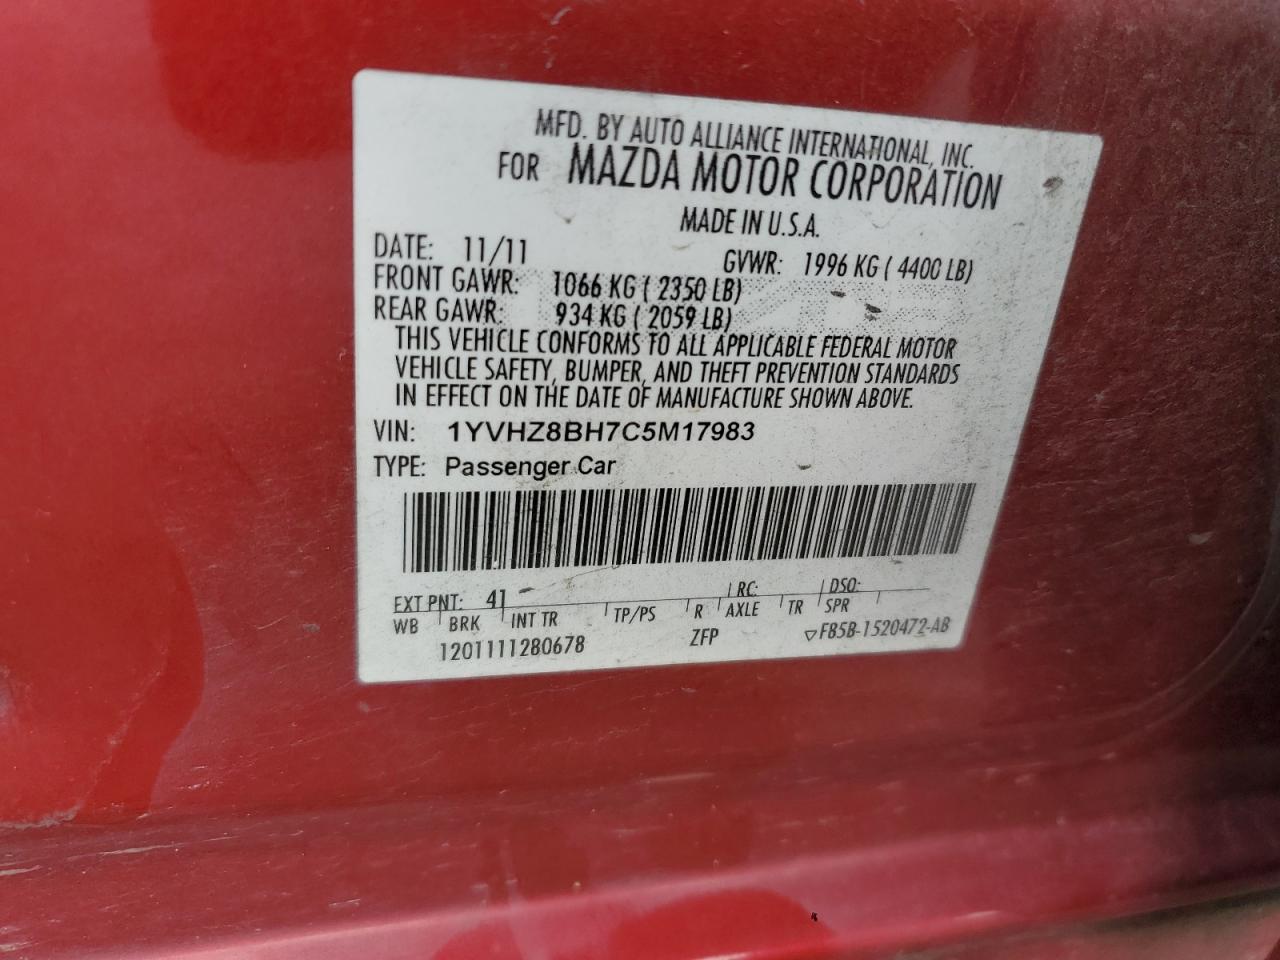 MFD. BY AUTO ALLIANCE INTERNATIONAL, INC.
FOR MAZDA MOTOR CORPORATION
MADE IN U.S.A.
DATE: 11/11 GVWR: 1996 KG ( 4400 LB)
FRONT GAWR: 1066 KG ( 2350 LB)
REAR GAWR: 934 KG ( 2059 LB)
THIS VEHICLE CONFORMS TO ALL APPLICABLE FEDERAL MOTOR
VEHICLE SAFETY, BUMPER, AND THEFT PREVENTION STANDARDS
IN EFFECT ON THE DATE OF MANUFACTURE SHOWN ABOVE.
VIN: 1YVHZ8BH7C5M17983
TYPE: Passenger Car
EXT PNT: 41 RC: DSO:
WB BRK INT TR TP/PS R AXLE TR SPR
1201111280678 ZFP ▽F85B-1520472-AB